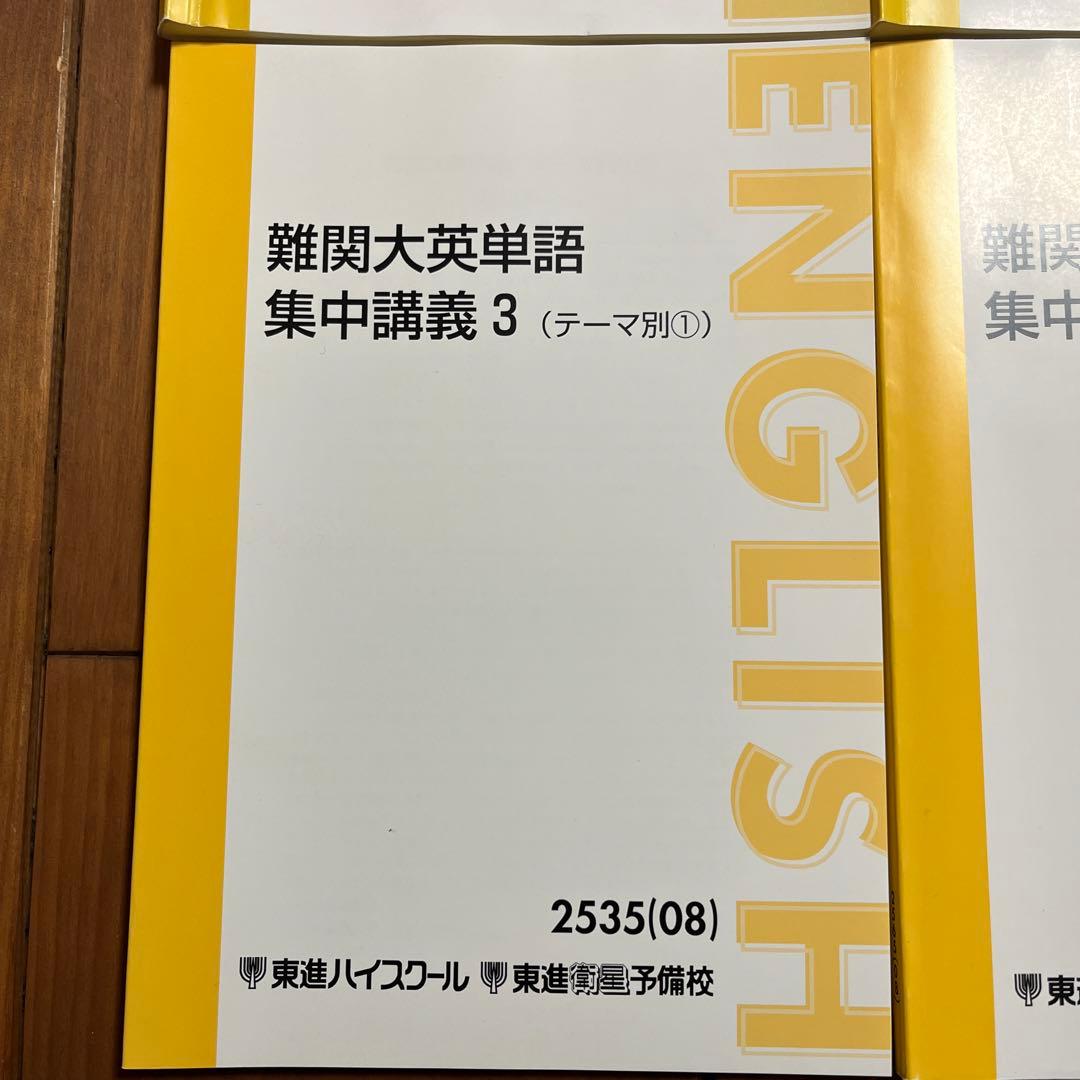 ENGLISH
難関大英単語
集中講義 3 (テーマ別①)
2535(08)
東進ハイスクール 東進衛星予備校
難関
集中
東進